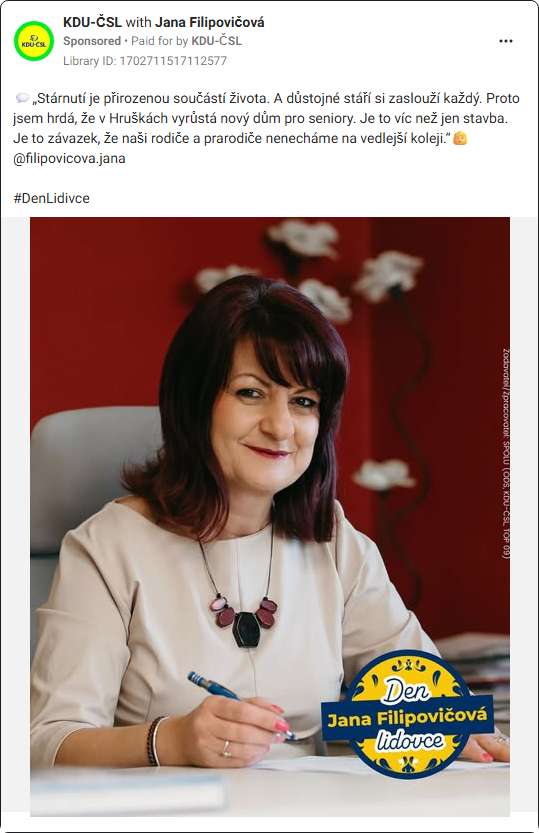 KDU-ČSL with Jana Filipovičová
Sponsored • Paid for by KDU-ČSL
Library ID: 1702711517112577
„Stárnutí je přirozenou součástí života. A důstojné stáří si zaslouží každý. Proto
jsem hrdá, že v Hruškách vyrůstá nový dům pro seniory. Je to víc než jen stavba.
Je to závazek, že naši rodiče a prarodiče nenecháme na vedlejší koleji.“
@filipovicova.jana
#DenLidivce
Zadavatel/Zpracovatel: SPOLU (ODS, KDU-ČSL, TOP 09)
Den
Jana Filipovičová
lidovce
KDU-ČSL